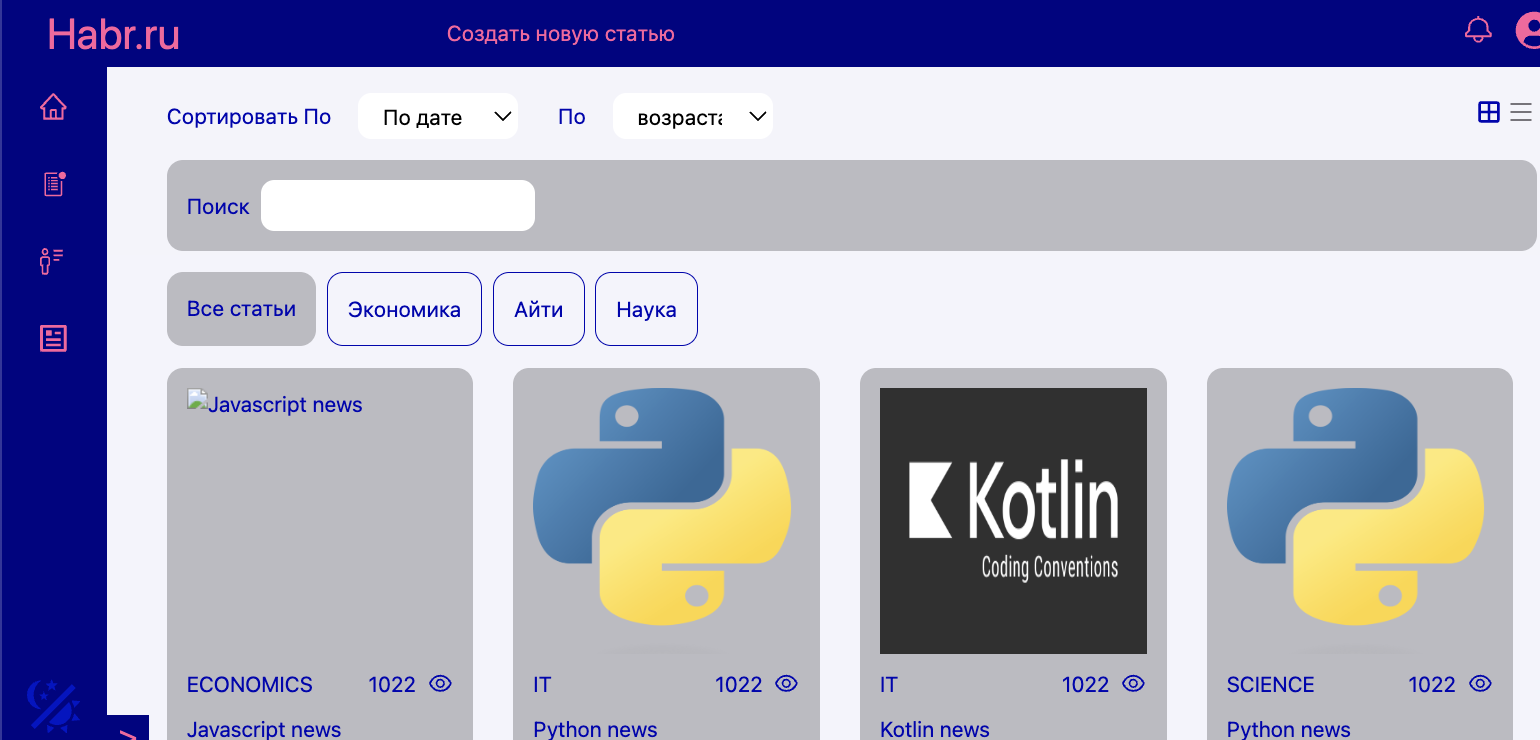 Habr.ru
Создать новую статью
Сортировать По
По дате
По
возраста
Поиск
Все статьи
Экономика
Айти
Наука
Javascript news
Kotlin
Coding Conventions
ECONOMICS 1022
IT 1022
IT 1022
SCIENCE 1022
Javascript news
Python news
Kotlin news
Python news
>